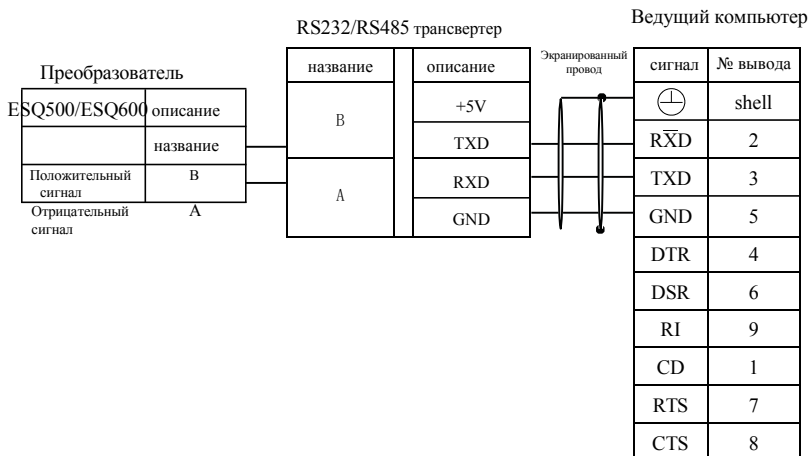 RS232/RS485 трансвертер
Ведущий компьютер
Преобразователь
ESQ500/ESQ600 описание
название
Положительный сигнал B
Отрицательный сигнал A
название описание
B
A
+5V
TXD
RXD
GND
Экранированный
провод
сигнал № вывода
shell
RXD 2
TXD 3
GND 5
DTR 4
DSR 6
RI 9
CD 1
RTS 7
CTS 8